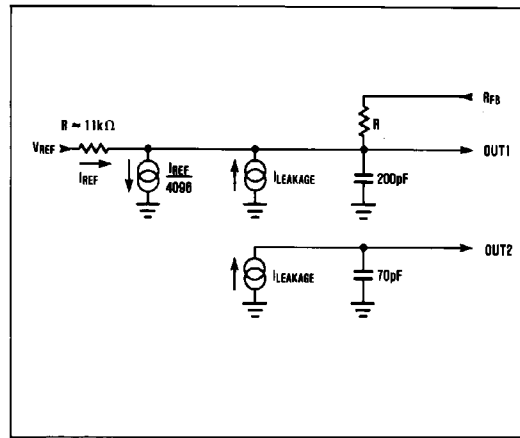 R ≈ 11kΩ
VREF
IREF
IREF
4096
ILEAKAGE
R
RFB
OUT1
200pF
ILEAKAGE
70pF
OUT2